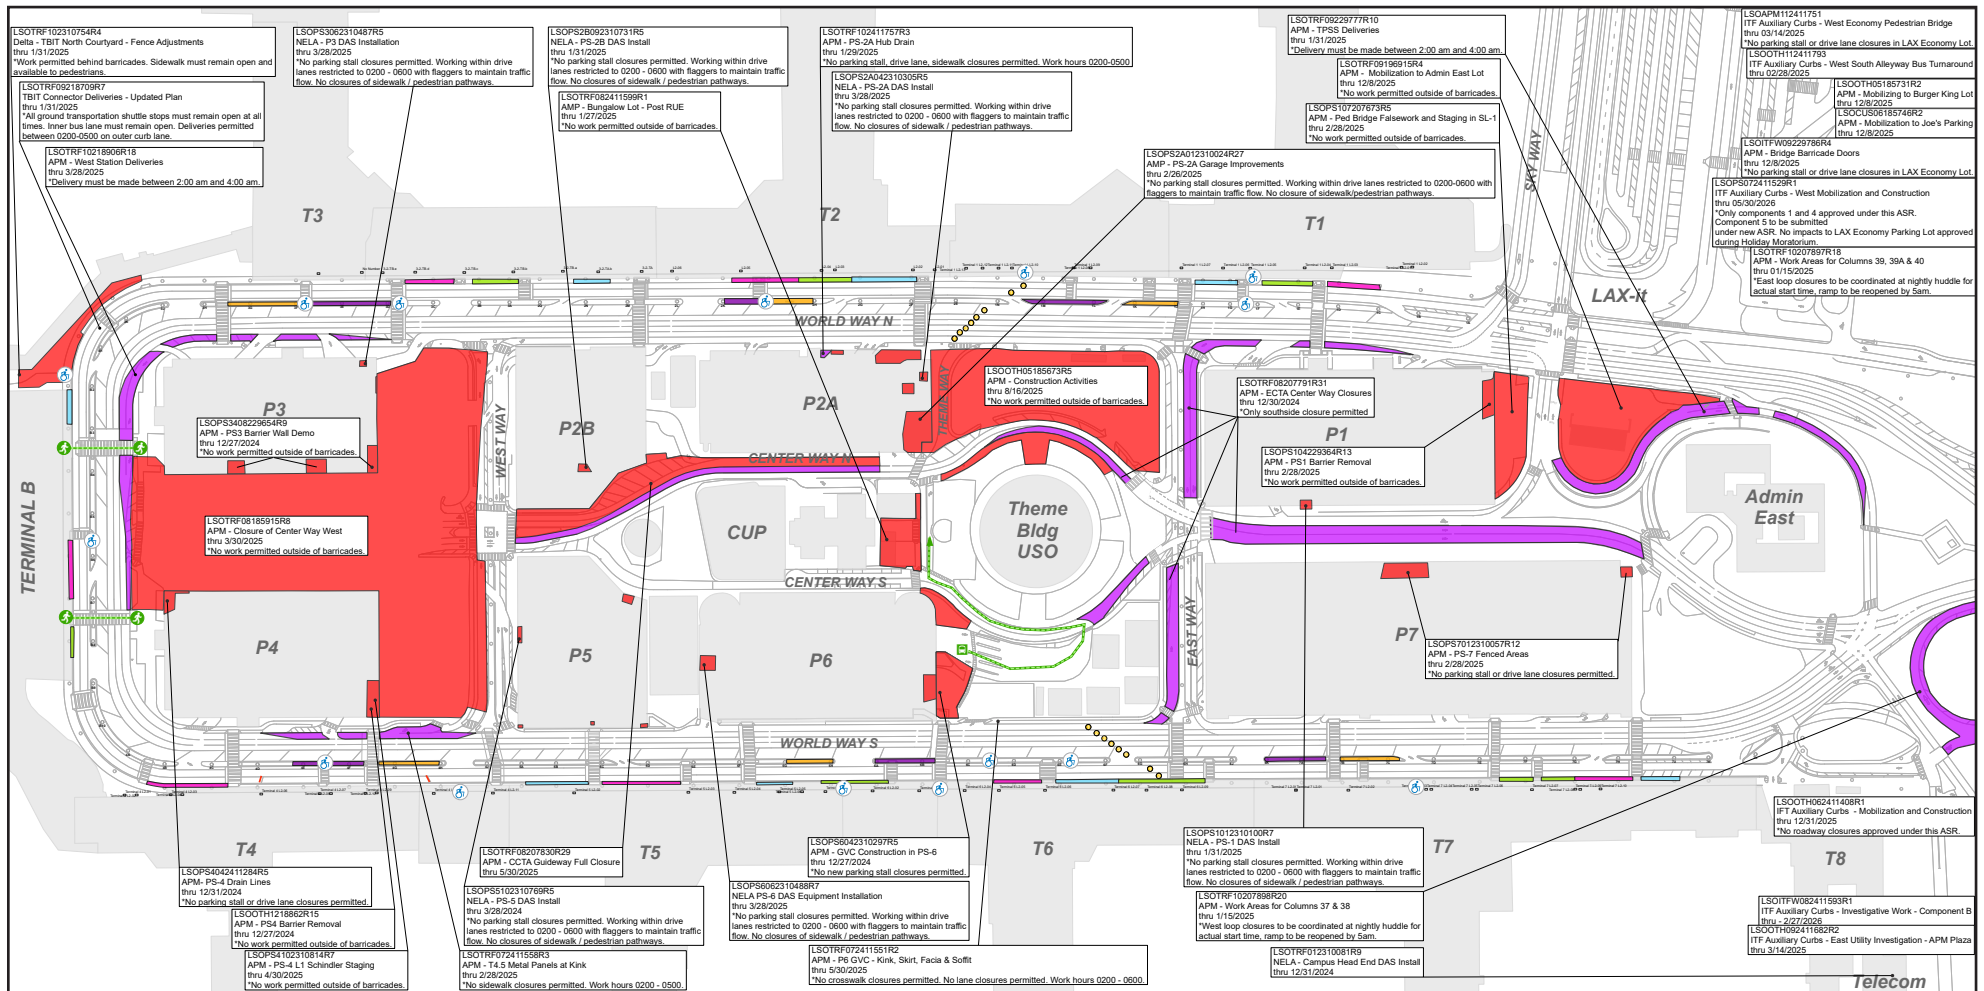 LSOTRF102310754R4
Delta - TBIT North Courtyard - Fence Adjustments
thru 1/31/2025
*Work permitted behind barricades. Sidewalk must remain open and
available to pedestrians.
LSOTRF09218709R7
TBIT Connector Deliveries - Updated Plan
thru 1/31/2025
*All ground transportation shuttle stops must remain open at all
times. Inner bus lane must remain open. Deliveries permitted
between 0200-0500 on outer curb lane.
LSOTRF10218906R18
APM - West Station Deliveries
thru 3/28/2025
*Delivery must be made between 2:00 am and 4:00 am.
LSOPS3062310487R5
NELA - P3 DAS Installation
thru 3/28/2025
*No parking stall closures permitted. Working within drive
lanes restricted to 0200 - 0600 with flaggers to maintain traffic
flow. No closures of sidewalk / pedestrian pathways.
LSOPS2B092310731R5
NELA - PS-2B DAS Install
thru 1/31/2025
*No parking stall closures permitted. Working within drive
lanes restricted to 0200 - 0600 with flaggers to maintain traffic
flow. No closures of sidewalk / pedestrian pathways.
LSOTRF082411599R1
AMP - Bungalow Lot - Post RUE
thru 1/27/2025
*No work permitted outside of barricades.
LSOTRF102411757R3
APM - PS-2A Hub Drain
thru 1/29/2025
*No parking stall, drive lane, sidewalk closures permitted. Work hours 0200-0500
LSOPS2A042310305R5
NELA - PS-2A DAS Install
thru 3/28/2025
*No parking stall closures permitted. Working within drive
lanes restricted to 0200 - 0600 with flaggers to maintain traffic
flow. No closures of sidewalk / pedestrian pathways.
LSOTRF09229777R10
APM - TPSS Deliveries
thru 1/31/2025
*Delivery must be made between 2:00 am and 4:00 am.
LSOTRF09196915R4
APM - Mobilization to Admin East Lot
thru 12/8/2025
*No work permitted outside of barricades.
LSOPS107207673R5
APM - Ped Bridge Falsework and Staging in SL-1
thru 2/28/2025
*No work permitted outside of barricades.
LSOPS2A012310024R27
AMP - PS-2A Garage Improvements
thru 2/26/2025
*No parking stall closures permitted. Working within drive lanes restricted to 0200-0600 with
flaggers to maintain traffic flow. No closure of sidewalk/pedestrian pathways.
LSOAPM112411751
ITF Auxiliary Curbs - West Economy Pedestrian Bridge
thru 03/14/2025
*No parking stall or drive lane closures in LAX Economy Lot.
LSOOTH112411793
ITF Auxiliary Curbs - West South Alleyway Bus Turnaround
thru 02/28/2025
LSOOTH05185731R2
APM - Mobilizing to Burger King Lot
thru 12/8/2025
LSOCUS06185746R2
APM - Mobilization to Joe's Parking
thru 12/8/2025
LSOITFW09229786R4
APM - Bridge Barricade Doors
thru 12/8/2025
*No parking stall or drive lane closures in LAX Economy Lot.
LSOPS072411529R1
ITF Auxiliary Curbs - West Mobilization and Construction
thru 05/30/2026
*Only components 1 and 4 approved under this ASR.
Component 5 to be submitted
under new ASR. No impacts to LAX Economy Parking Lot approved
during Holiday Moratorium.
LSOTRF10207897R18
APM - Work Areas for Columns 39, 39A & 40
thru 01/15/2025
*East loop closures to be coordinated at nightly huddle for
actual start time, ramp to be reopened by 5am.
SKY WAY
T3
T2
T1
LAX-it
WORLD WAY N
P3
P2B
P2A
P1
WEST WAY
THEME WAY
CENTER WAY N
LSOOTH05185673R5
APM - Construction Activities
thru 8/16/2025
*No work permitted outside of barricades.
LSOTRF08207791R31
APM - ECTA Center Way Closures
thru 12/30/2024
*Only southside closure permitted
LSOPS3408229654R9
APM - PS3 Barrier Wall Demo
thru 12/27/2024
*No work permitted outside of barricades.
LSOPS104229364R13
APM - PS1 Barrier Removal
thru 2/28/2025
*No work permitted outside of barricades.
LSOTRF08185915R8
APM - Closure of Center Way West
thru 3/30/2025
*No work permitted outside of barricades.
TERMINAL B
CUP
Theme
Bldg
USO
Admin
East
CENTER WAY S
EAST WAY
P4
P5
P6
P7
LSOPS7012310057R12
APM - PS-7 Fenced Areas
thru 2/28/2025
*No parking stall or drive lane closures permitted.
WORLD WAY S
T4
T5
T6
T7
T8
LSOTRF08207830R29
APM - CCTA Guideway Full Closure
thru 5/30/2025
LSOPS6042310297R5
APM - GVC Construction in PS-6
thru 12/27/2024
*No new parking stall closures permitted.
LSOPS1012310100R7
NELA - PS-1 DAS Install
thru 1/31/2025
*No parking stall closures permitted. Working within drive
lanes restricted to 0200 - 0600 with flaggers to maintain traffic
flow. No closures of sidewalk / pedestrian pathways.
LSOOTH062411408R1
IFT Auxiliary Curbs - Mobilization and Construction
thru 12/31/2025
*No roadway closures approved under this ASR.
LSOPS4042411284R5
APM- PS-4 Drain Lines
thru 12/31/2024
*No parking stall or drive lane closures permitted.
LSOOTH1218862R15
APM - PS4 Barrier Removal
thru 12/27/2024
*No work permitted outside of barricades.
LSOPS4102310814R7
APM - PS-4 L1 Schindler Staging
thru 4/30/2025
*No work permitted outside of barricades.
LSOPS5102310769R5
NELA - PS-5 DAS Install
thru 3/28/2024
*No parking stall closures permitted. Working within drive
lanes restricted to 0200 - 0600 with flaggers to maintain traffic
flow. No closures of sidewalk / pedestrian pathways.
LSOTRF072411558R3
APM - T4.5 Metal Panels at Kink
thru 2/28/2025
*No sidewalk closures permitted. Work hours 0200 - 0500.
LSOPS6062310488R7
NELA PS-6 DAS Equipment Installation
thru 3/28/2025
*No parking stall closures permitted. Working within drive
lanes restricted to 0200 - 0600 with flaggers to maintain traffic
flow. No closures of sidewalk / pedestrian pathways.
LSOTRF072411551R2
APM - P6 GVC - Kink, Skirt, Facia & Soffit
thru 5/30/2025
*No crosswalk closures permitted. No lane closures permitted. Work hours 0200 - 0600.
LSOTRF10207898R20
APM - Work Areas for Columns 37 & 38
thru 1/15/2025
*West loop closures to be coordinated at nightly huddle for
actual start time, ramp to be reopened by 5am.
LSOTRF012310081R9
NELA - Campus Head End DAS Install
thru 12/31/2024
LSOITFW082411593R1
ITF Auxiliary Curbs - Investigative Work - Component B
thru - 2/27/2026
LSOOTH092411682R2
ITF Auxiliary Curbs - East Utility Investigation - APM Plaza
thru 3/14/2025
Telecom